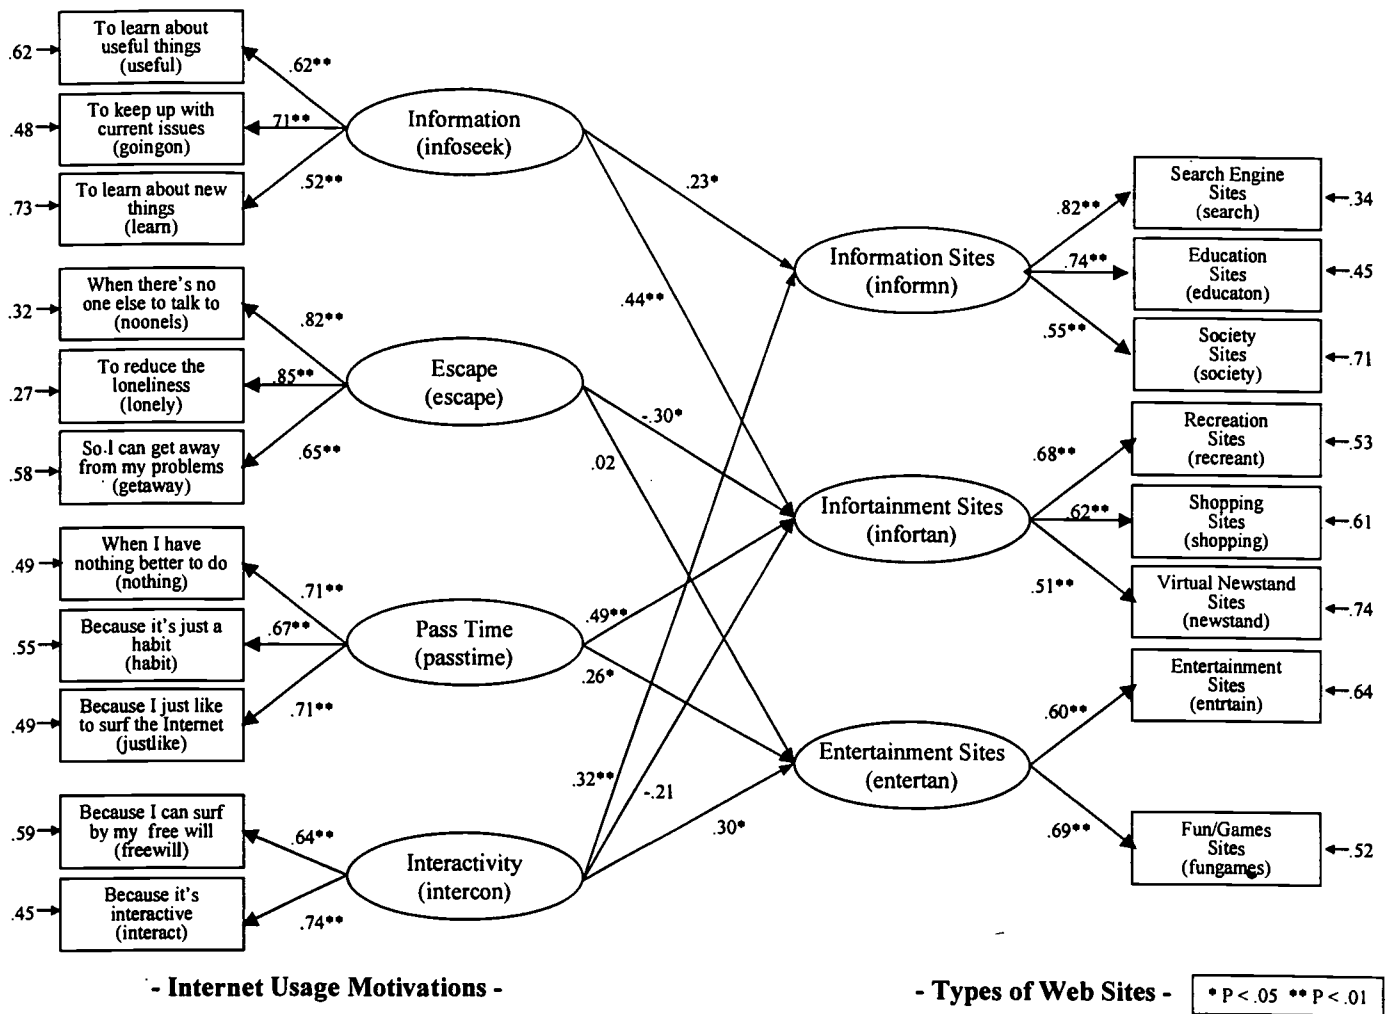 To learn about
useful things
(useful)
.62
.62**
To keep up with
current issues
(goingon)
.48
.71**
To learn about new
things
(learn)
.73
.52**
Information
(infoseek)
When there's no
one else to talk to
(noonels)
.32
.82**
To reduce the
loneliness
(lonely)
.27
.85**
So I can get away
from my problems
(getaway)
.58
.65**
Escape
(escape)
When I have
nothing better to do
(nothing)
.49
.71**
Because it's just a
habit
(habit)
.55
.67**
Because I just like
to surf the Internet
(justlike)
.49
.71**
Pass Time
(passtime)
Because I can surf
by my free will
(freewill)
.59
.64**
Because it's
interactive
(interact)
.45
.74**
Interactivity
(intercon)
.23*
.44**
-.30*
.02
.49**
.26*
.32**
-.21
.30*
Information Sites
(informn)
Infortainment Sites
(infortan)
Entertainment Sites
(entertan)
.82**
Search Engine
Sites
(search)
.34
.74**
Education
Sites
(educaton)
.45
.55**
Society
Sites
(society)
.71
.68**
Recreation
Sites
(recreant)
.53
.62**
Shopping
Sites
(shopping)
.61
.51**
Virtual Newstand
Sites
(newstand)
.74
.60**
Entertainment
Sites
(entrtain)
.64
.69**
Fun/Games
Sites
(fungames)
.52
- Internet Usage Motivations -
- Types of Web Sites -
* P < .05 ** P < .01